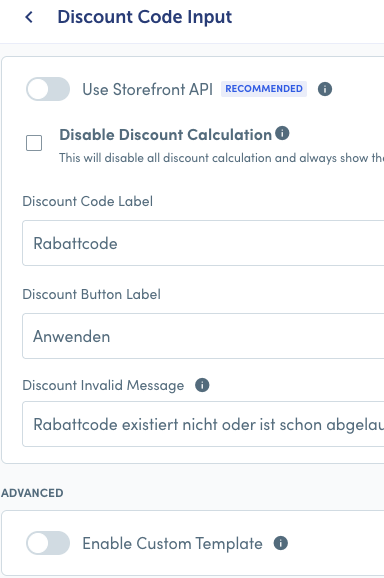 Discount Code Input
Use Storefront API RECOMMENDED
Disable Discount Calculation
This will disable all discount calculation and always show
Discount Code Label
Rabattcode
Discount Button Label
Anwenden
Discount Invalid Message
Rabattcode existiert nicht oder ist schon abgelau
ADVANCED
Enable Custom Template